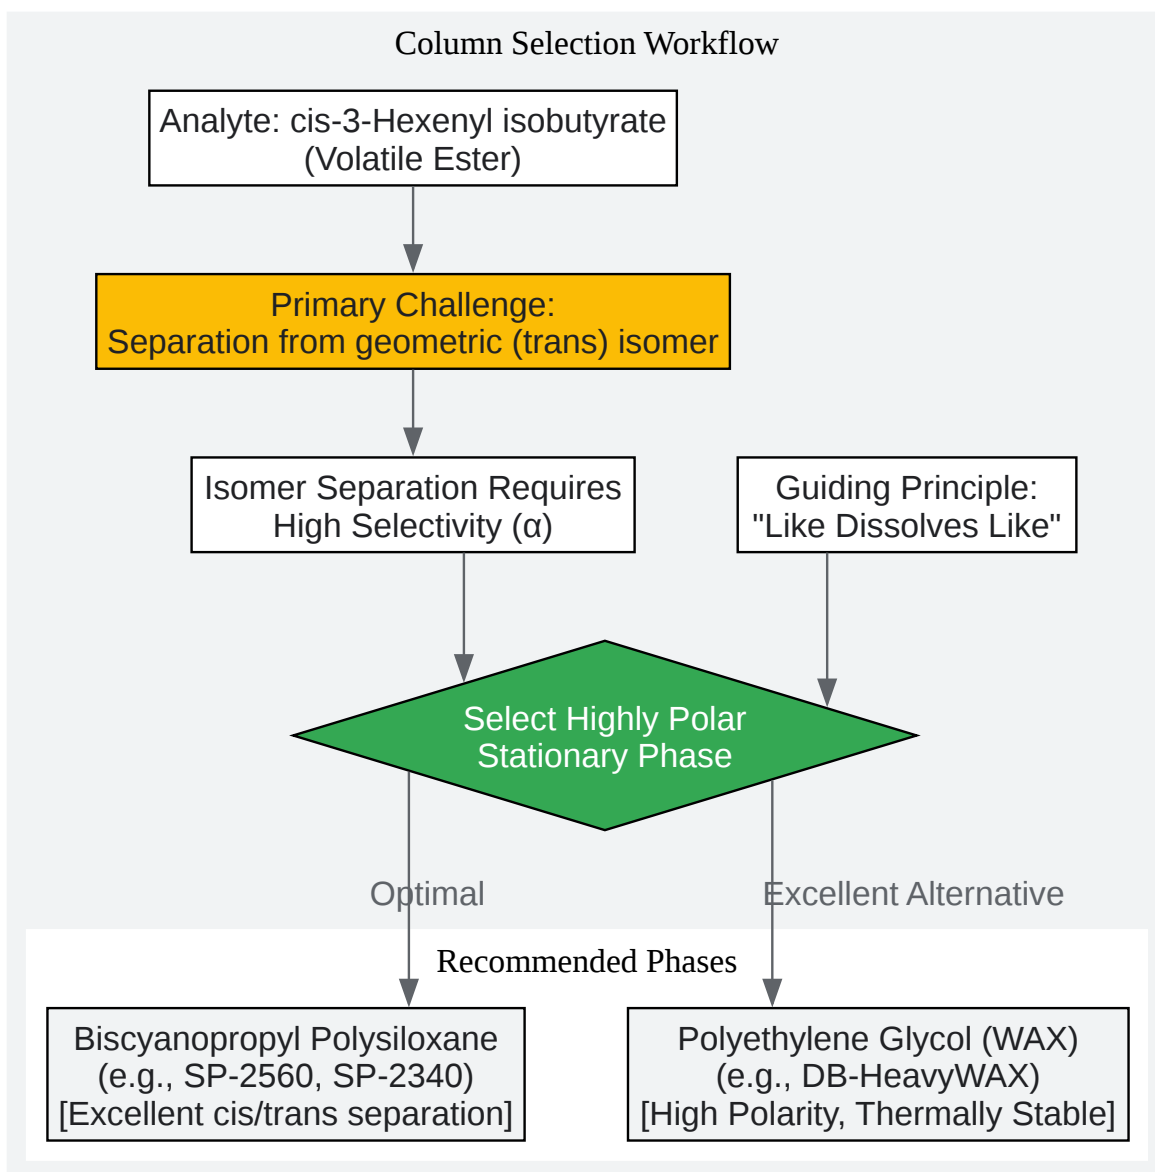 Column Selection Workflow
Analyte: cis-3-Hexenyl isobutyrate
(Volatile Ester)
Primary Challenge:
Separation from geometric (trans) isomer
Isomer Separation Requires
High Selectivity (α)
Guiding Principle:
"Like Dissolves Like"
Select Highly Polar
Stationary Phase
Optimal
Excellent Alternative
Recommended Phases
Biscyanopropyl Polysiloxane
(e.g., SP-2560, SP-2340)
[Excellent cis/trans separation]
Polyethylene Glycol (WAX)
(e.g., DB-HeavyWAX)
[High Polarity, Thermally Stable]